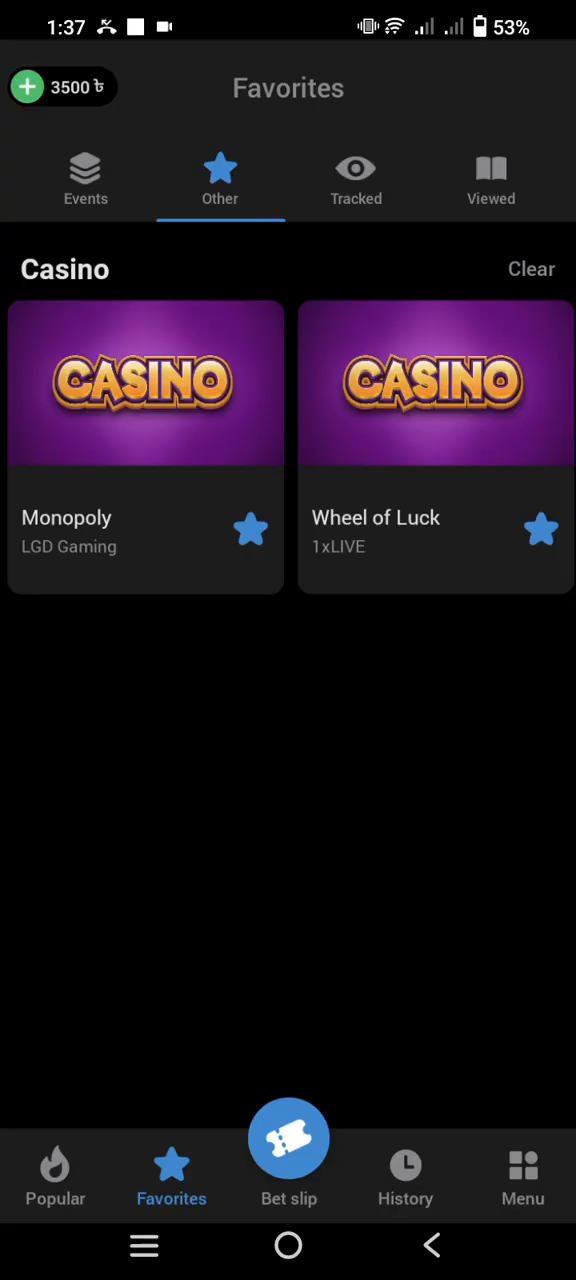 1:37 53%
3500 ৳
Favorites
Events Other Tracked Viewed
Casino Clear
CASINO CASINO
Monopoly Wheel of Luck
LGD Gaming 1xLIVE
Popular Favorites Bet slip History Menu